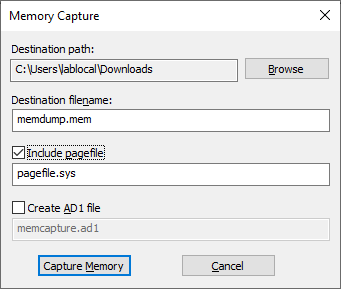 Memory Capture
Destination path:
C:\Users\lablocal\Downloads
Browse
Destination filename:
memdump.mem
Include pagefile
pagefile.sys
Create AD1 file
memcapture.ad1
Capture Memory
Cancel